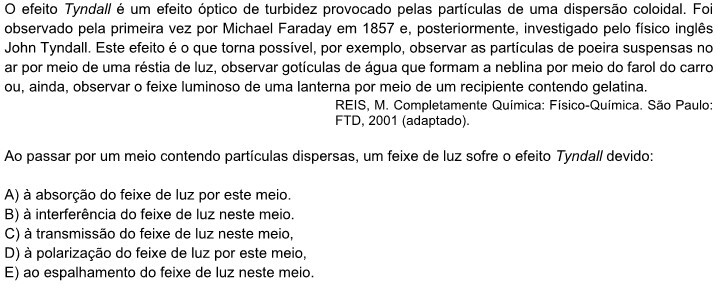 O efeito Tyndall é um efeito óptico de turbidez provocado pelas partículas de uma dispersão coloidal. Foi
observado pela primeira vez por Michael Faraday em 1857 e, posteriormente, investigado pelo físico inglês
John Tyndall. Este efeito é o que torna possível, por exemplo, observar as partículas de poeira suspensas no
ar por meio de uma réstia de luz, observar gotículas de água que formam a neblina por meio do farol do carro
ou, ainda, observar o feixe luminoso de uma lanterna por meio de um recipiente contendo gelatina.
REIS, M. Completamente Química: Físico-Química. São Paulo:
FTD, 2001 (adaptado).
Ao passar por um meio contendo partículas dispersas, um feixe de luz sofre o efeito Tyndall devido:
A) à absorção do feixe de luz por este meio.
B) à interferência do feixe de luz neste meio.
C) à transmissão do feixe de luz neste meio,
D) à polarização do feixe de luz por este meio,
E) ao espalhamento do feixe de luz neste meio.